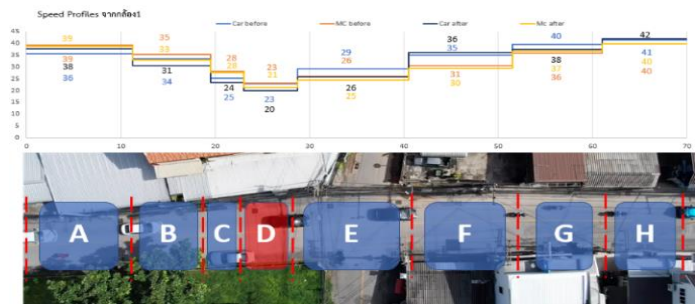 Speed Profiles จากกล้อง1
Car before MC before Car after Mc after
45
40
35
30
25
20
15
10
5
0
39 35 33 28 28 23 21 29 26 36 35 40 42
39 38 36 31 34 24 25 23 20 26 25 31 30 38 37 36 41 40 40
0 10 20 30 40 50 60 70
A B C D E F G H